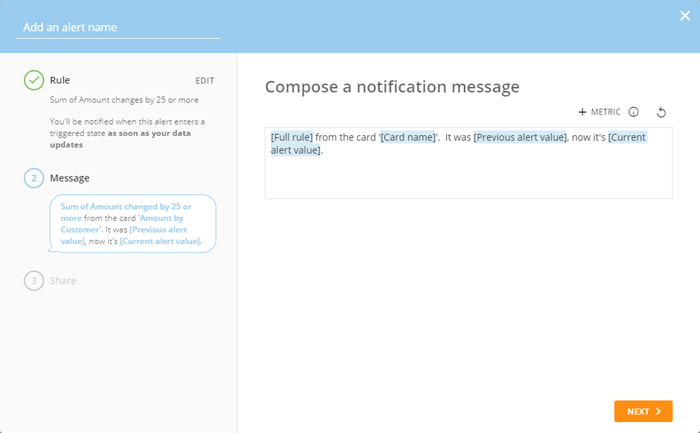 Add an alert name
Rule
EDIT
Sum of Amount changes by 25 or more
You'll be notified when this alert enters a
triggered state as soon as your data
updates
2 Message
Sum of Amount changed by 25 or
more from the card 'Amount by
Customer'. It was [Previous alert
value], now it's [Current alert value].
3 Share
Compose a notification message
+ METRIC
[Full rule] from the card '[Card name]'.  It was [Previous alert value], now it's [Current
alert value].
NEXT